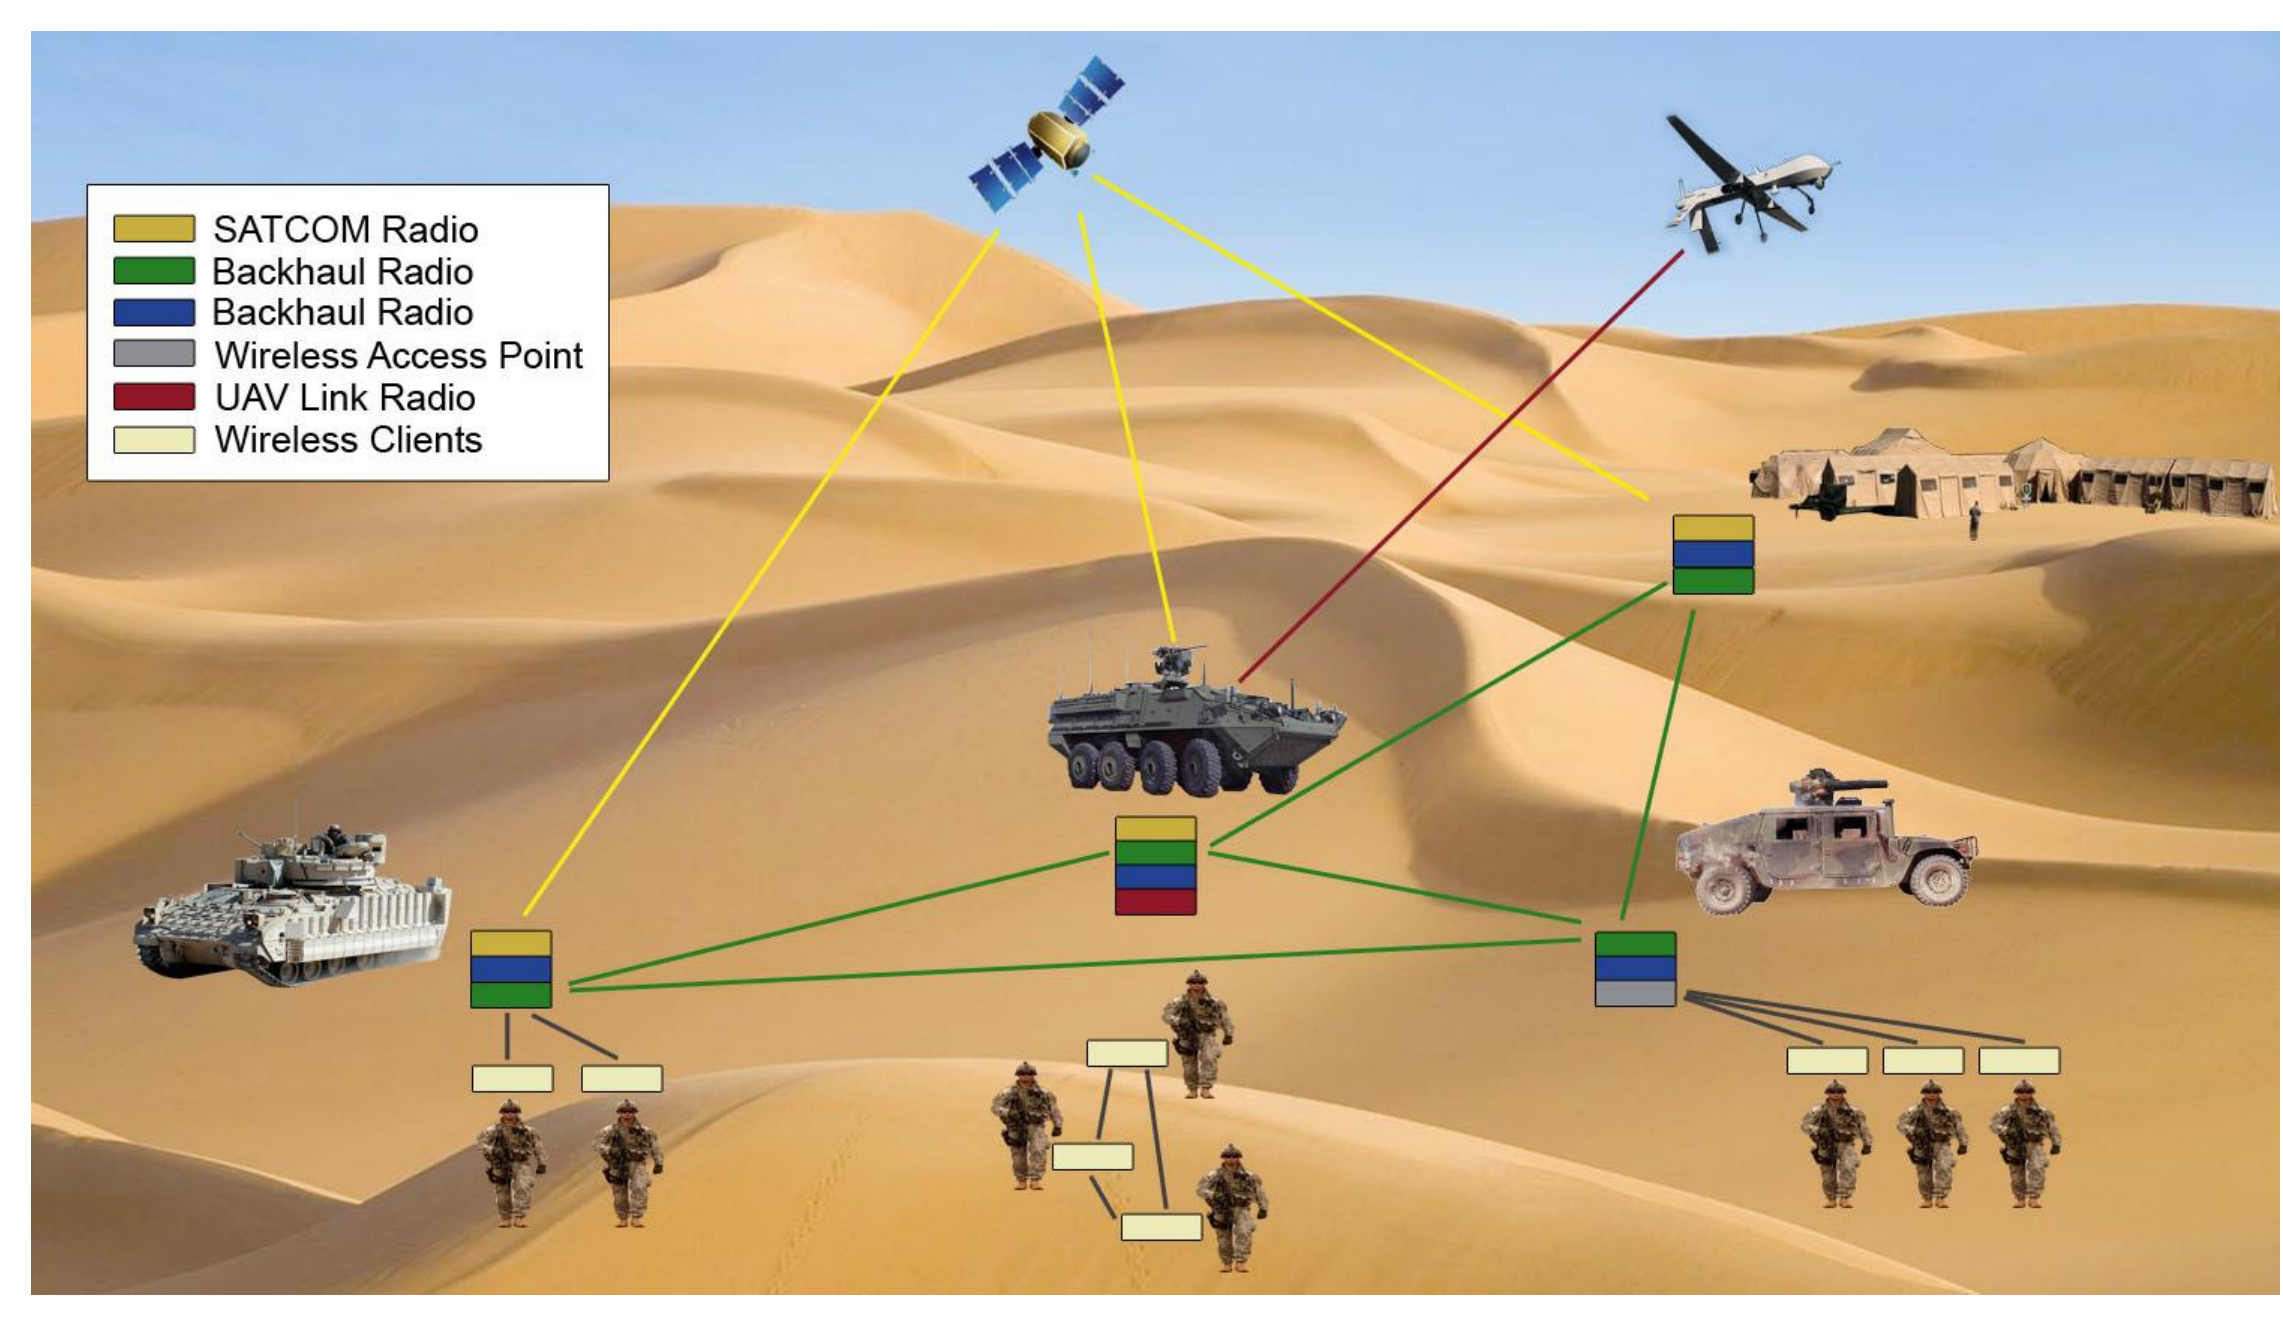 SATCOM Radio
Backhaul Radio
Backhaul Radio
Wireless Access Point
UAV Link Radio
Wireless Clients